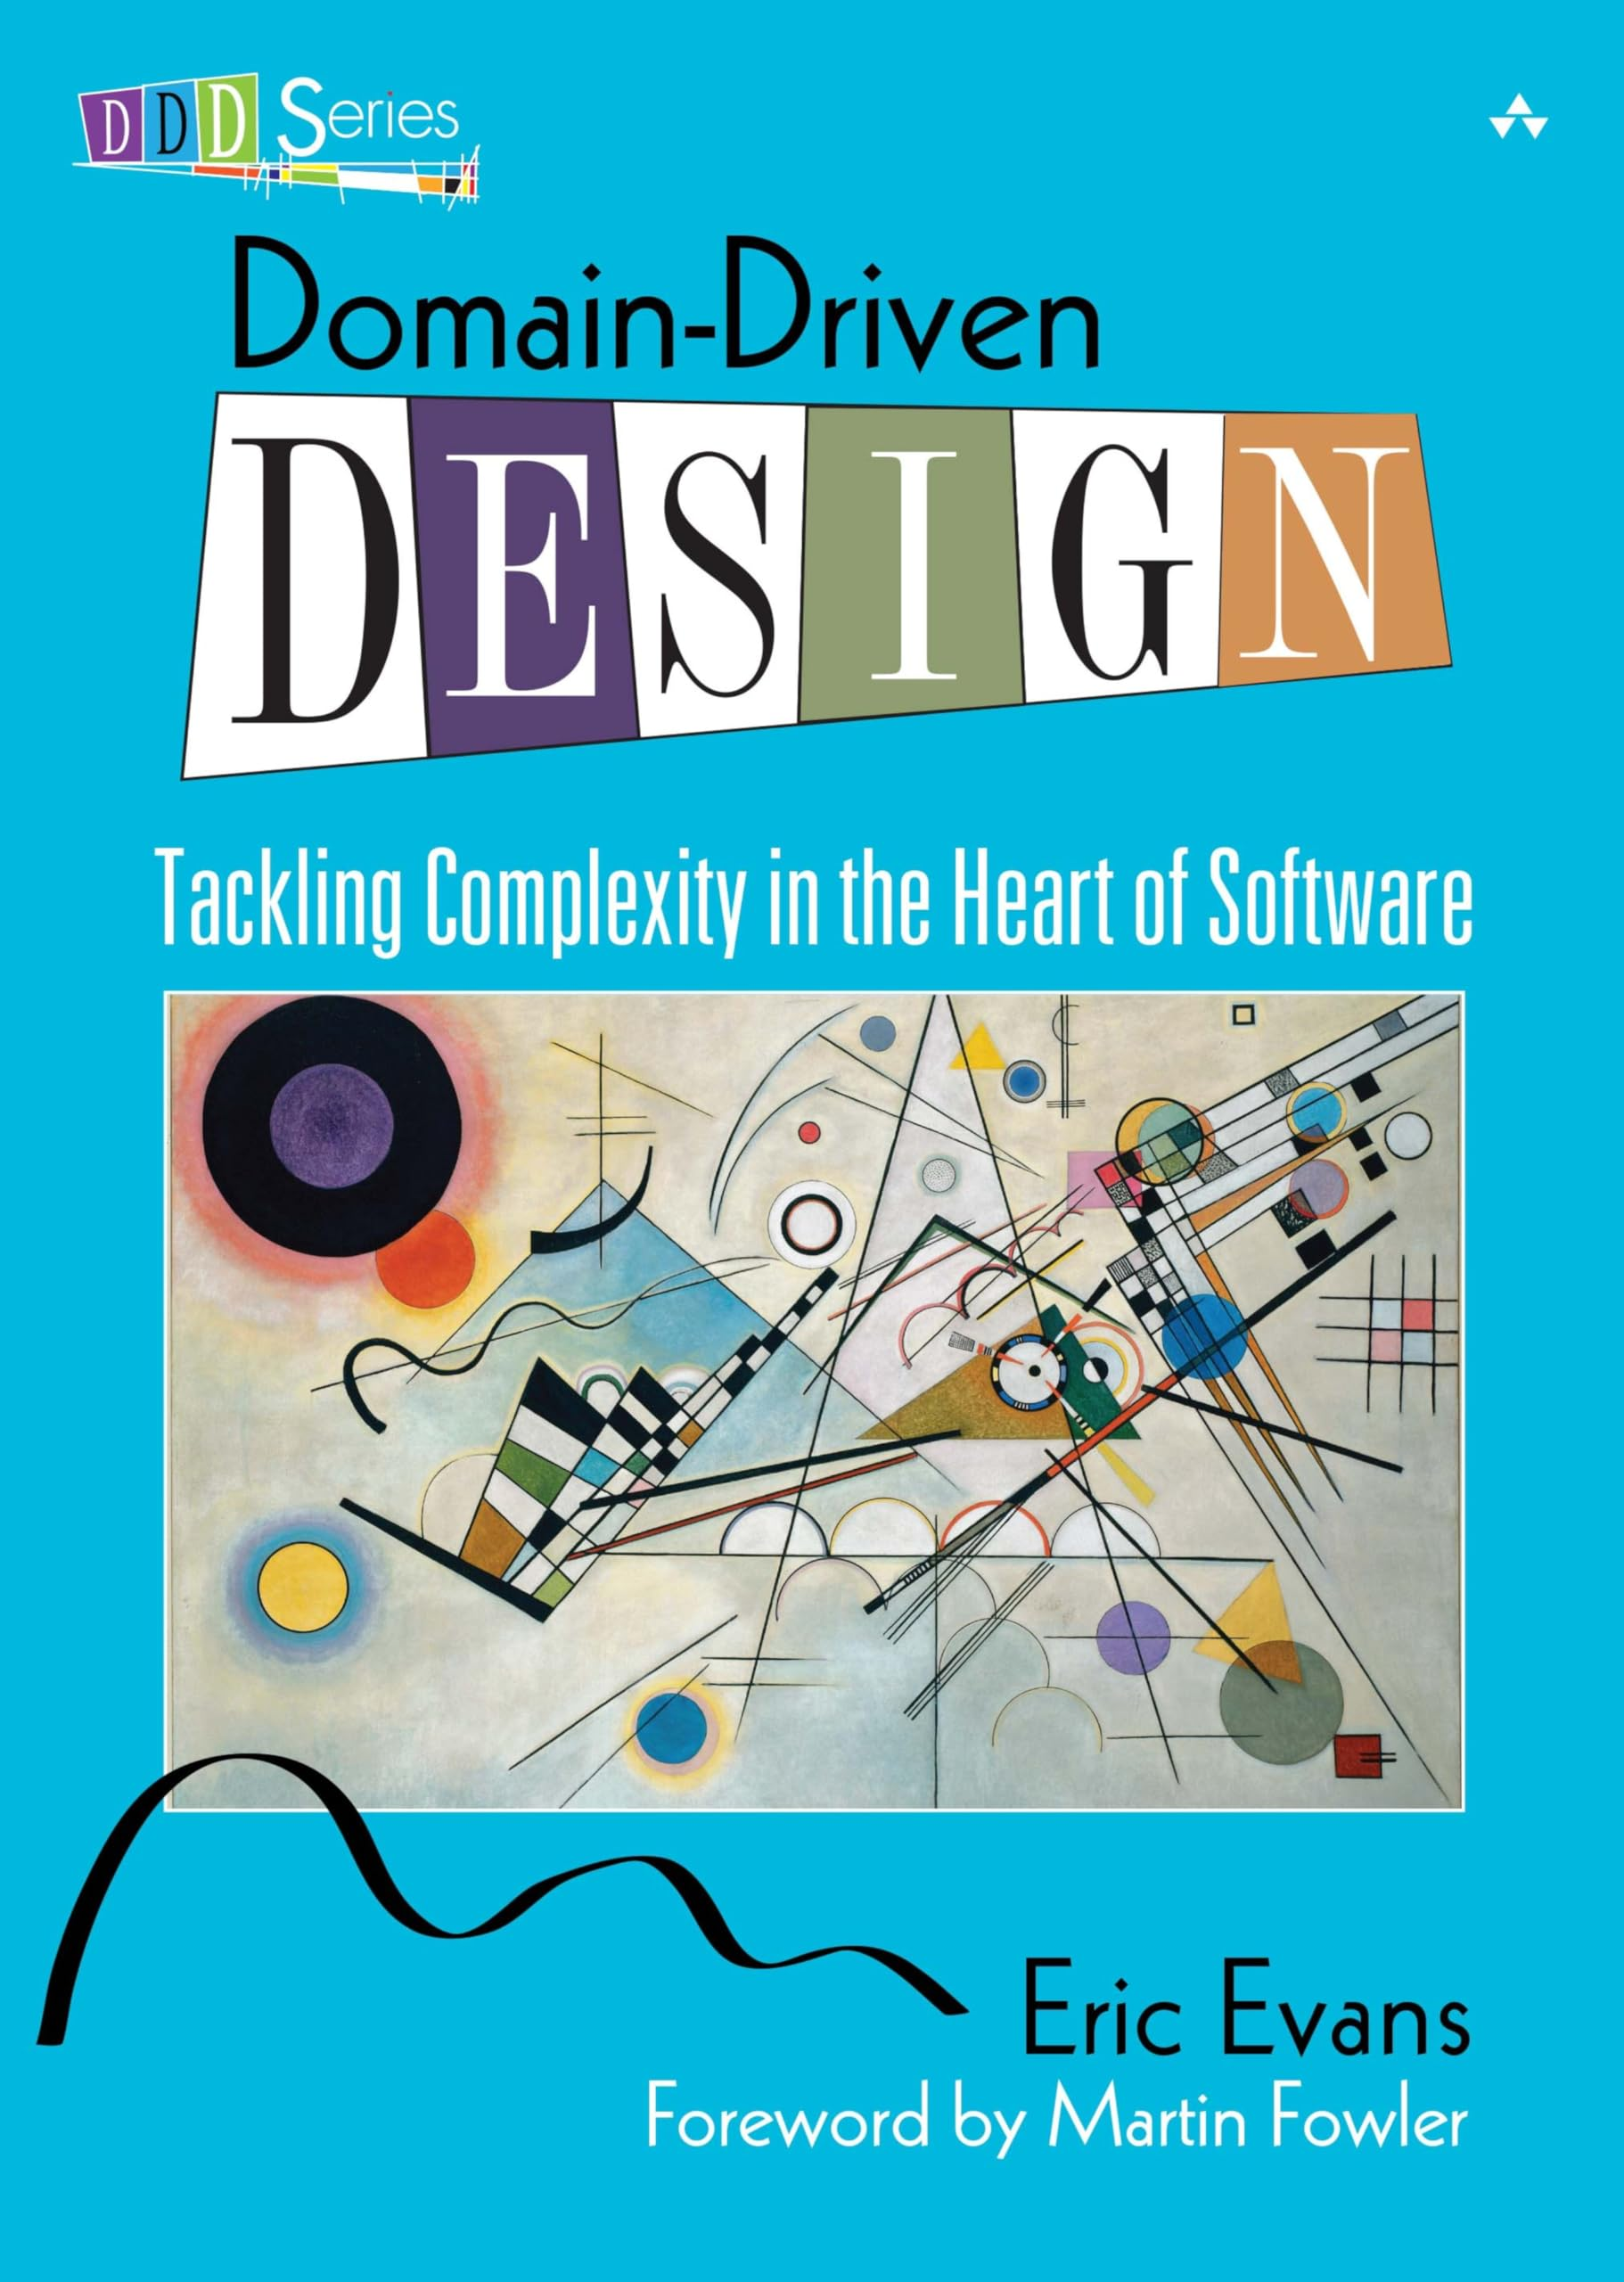 DDD Series
Domain-Driven
DESIGN
Tackling Complexity in the Heart of Software
Eric Evans
Foreword by Martin Fowler